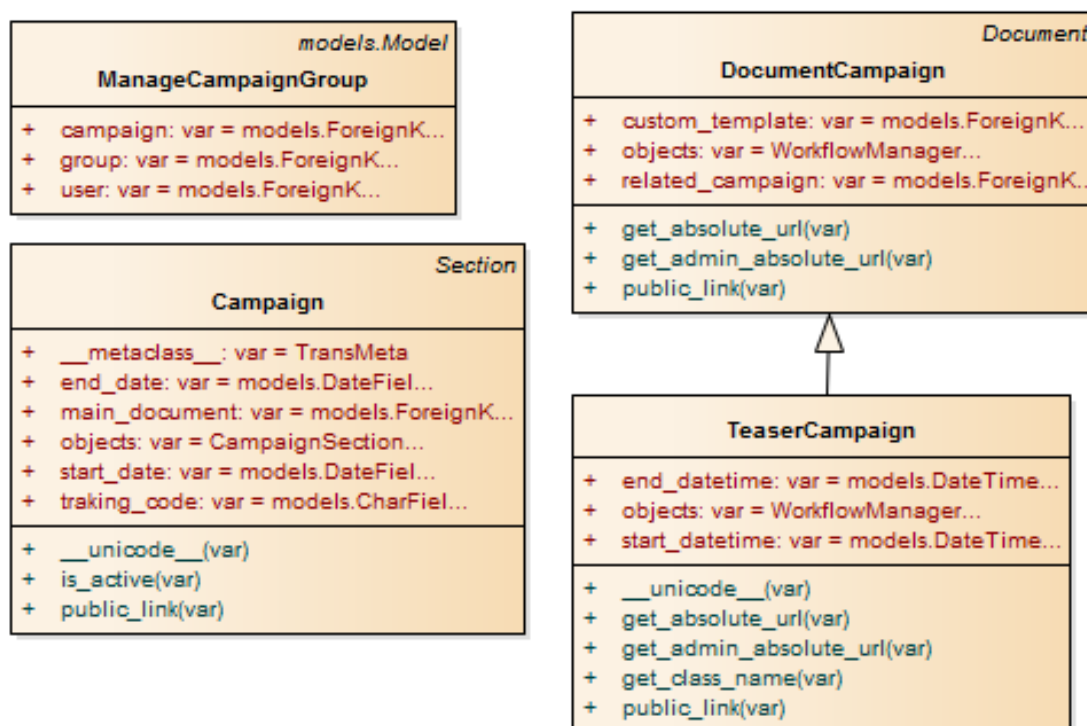 models.Model
ManageCampaignGroup
+ campaign: var = models.ForeignK...
+ group: var = models.ForeignK...
+ user: var = models.ForeignK...
Section
Campaign
+ __metaclass__: var = TransMeta
+ end_date: var = models.DateFiel...
+ main_document: var = models.ForeignK...
+ objects: var = CampaignSection...
+ start_date: var = models.DateFiel...
+ traking_code: var = models.CharFiel...
+ __unicode__(var)
+ is_active(var)
+ public_link(var)
Document
DocumentCampaign
+ custom_template: var = models.ForeignK...
+ objects: var = WorkflowManager...
+ related_campaign: var = models.ForeignK...
+ get_absolute_url(var)
+ get_admin_absolute_url(var)
+ public_link(var)
TeaserCampaign
+ end_datetime: var = models.DateTime...
+ objects: var = WorkflowManager...
+ start_datetime: var = models.DateTime...
+ __unicode__(var)
+ get_absolute_url(var)
+ get_admin_absolute_url(var)
+ get_class_name(var)
+ public_link(var)